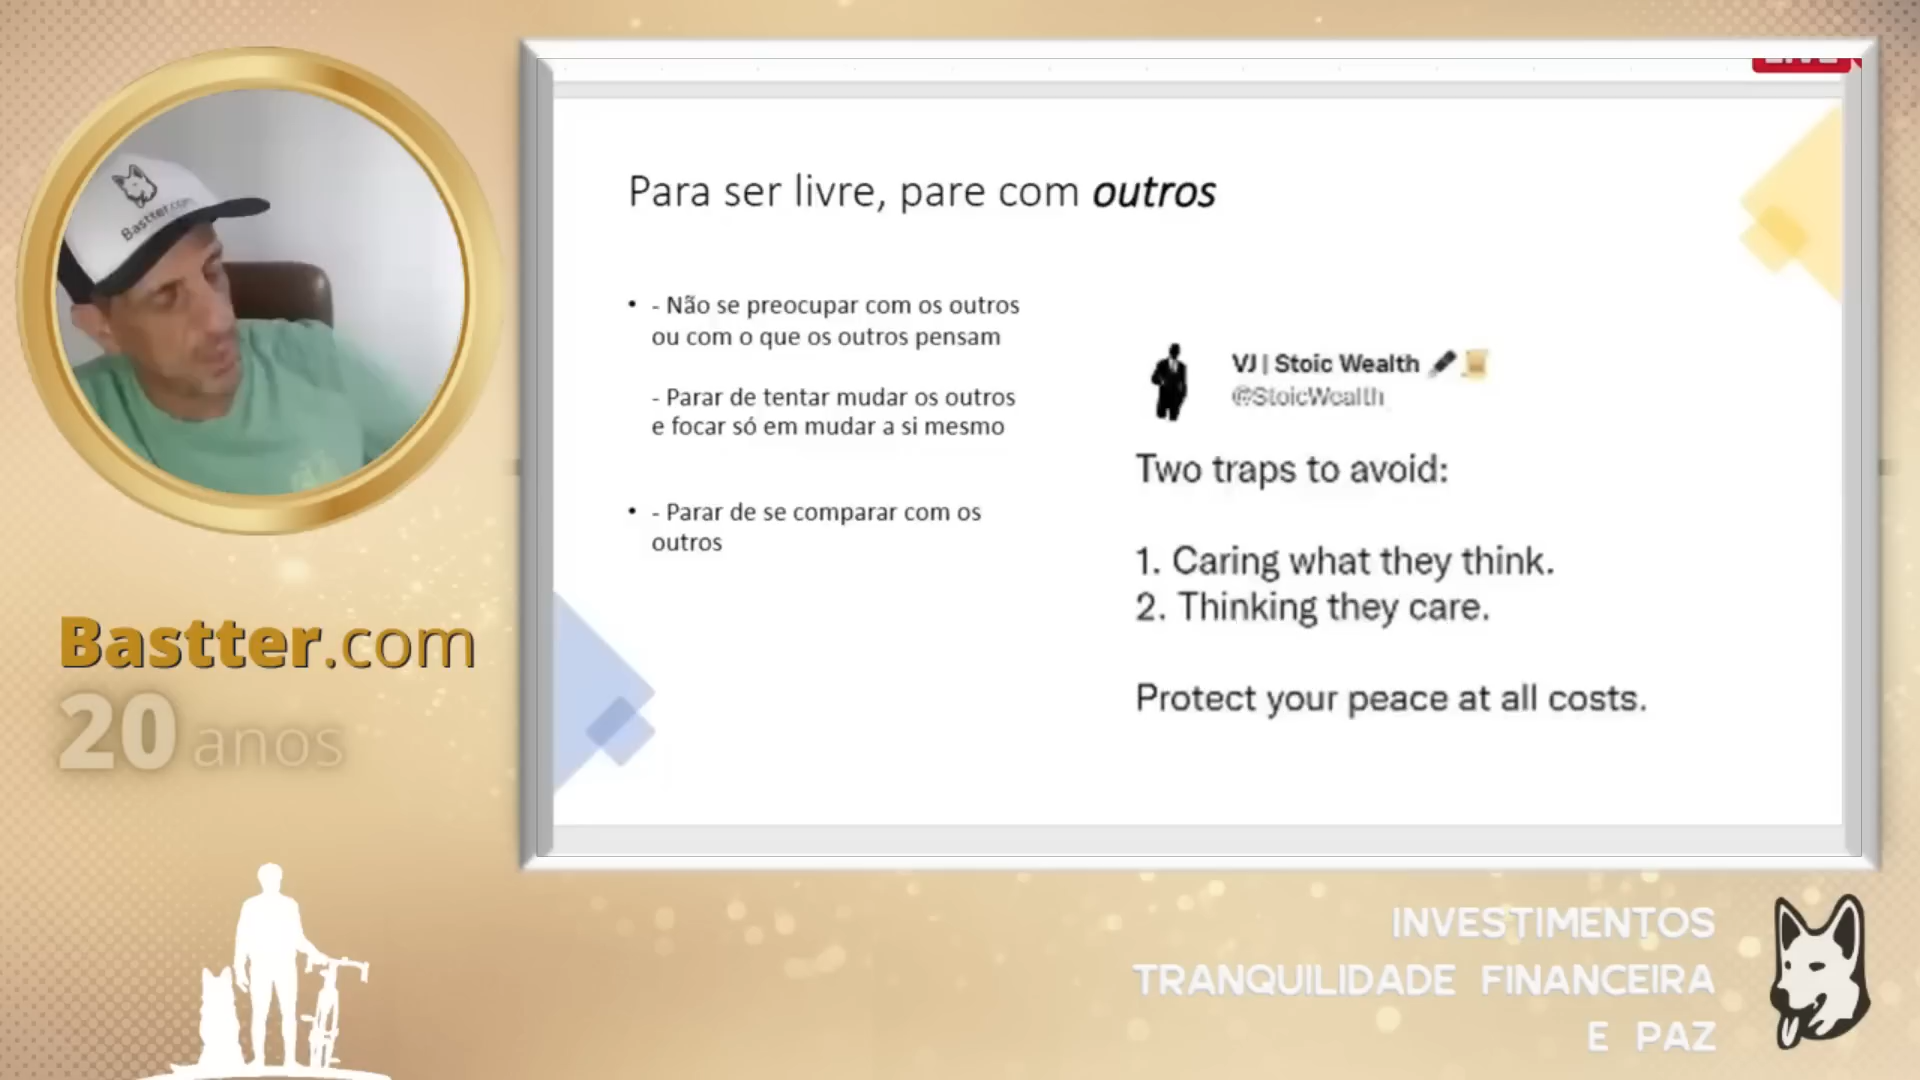 Bastter.com
Para ser livre, pare com outros
• - Não se preocupar com os outros
ou com o que os outros pensam
- Parar de tentar mudar os outros
e focar só em mudar a si mesmo
• - Parar de se comparar com os
outros
VJ | Stoic Wealth
@StoicWealth
Two traps to avoid:
1. Caring what they think.
2. Thinking they care.
Protect your peace at all costs.
Bastter.com
20 anos
INVESTIMENTOS
TRANQUILIDADE FINANCEIRA
E PAZ